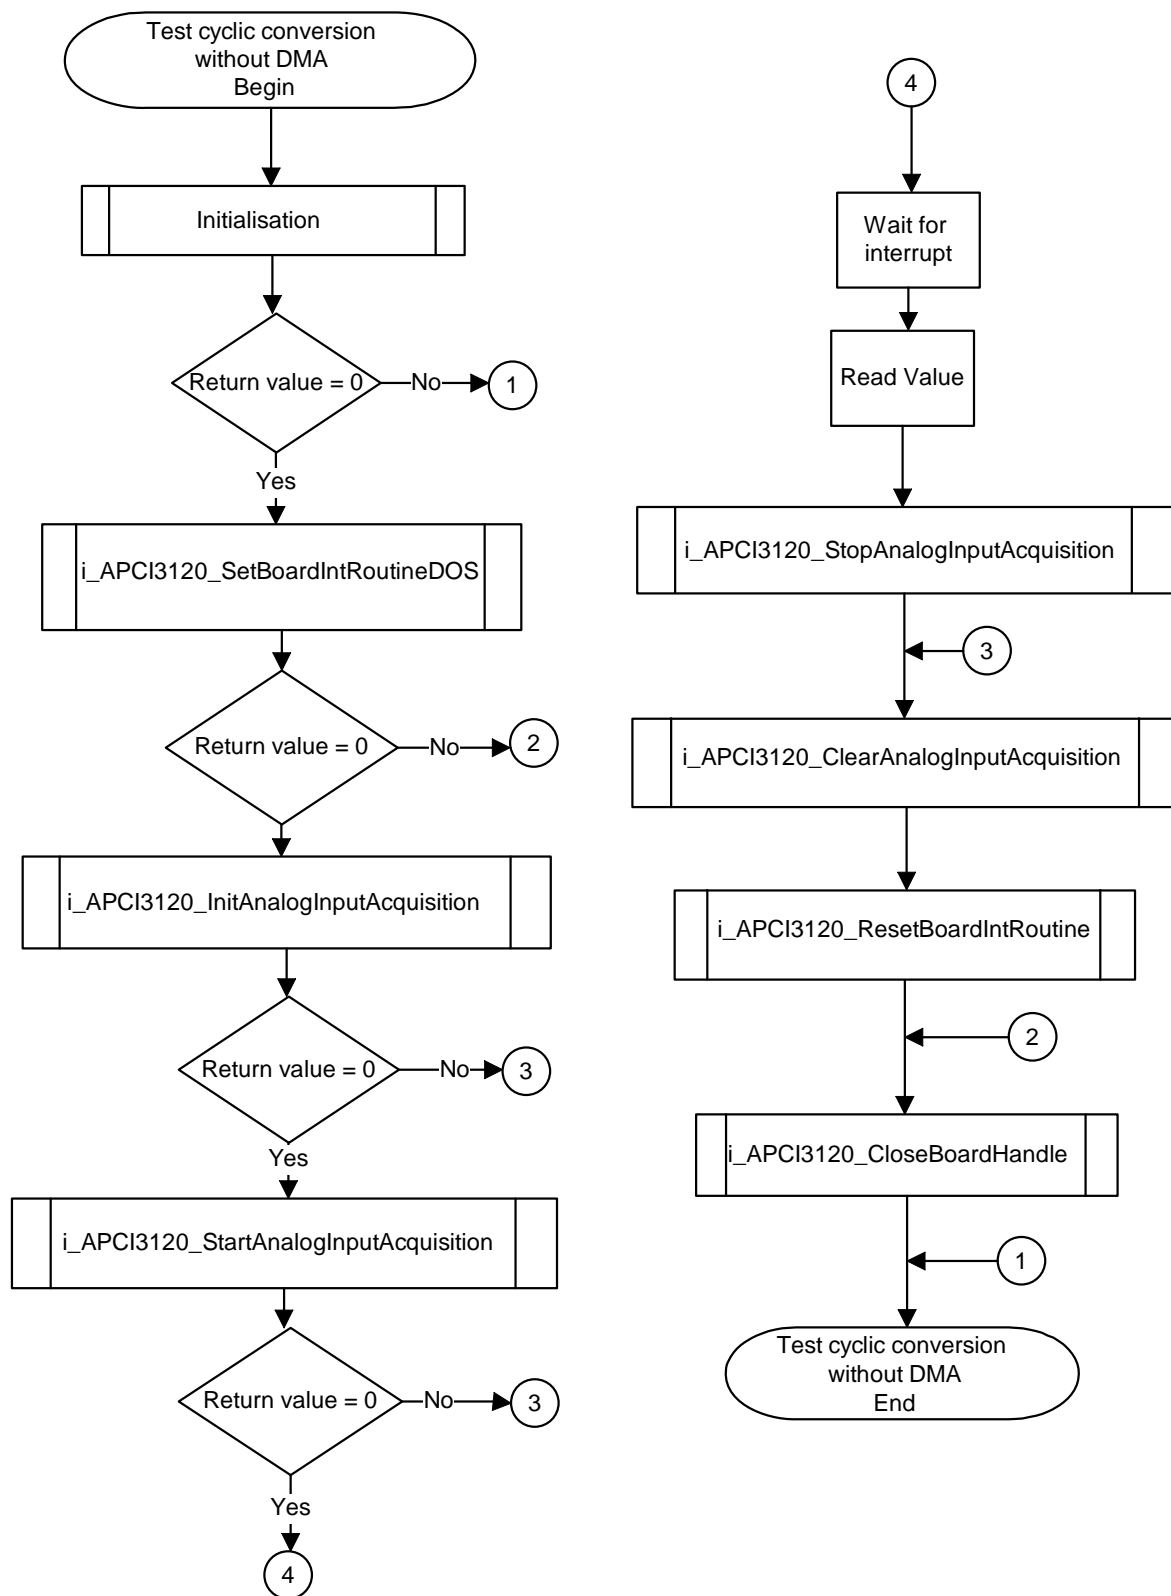 Test cyclic conversion
without DMA
Begin
Initialisation
Return value = 0
No
1
Yes
i_APCI3120_SetBoardIntRoutineDOS
Return value = 0
No
2
i_APCI3120_InitAnalogInputAcquisition
Return value = 0
No
3
Yes
i_APCI3120_StartAnalogInputAcquisition
Return value = 0
No
3
Yes
4
4
Wait for
interrupt
Read Value
i_APCI3120_StopAnalogInputAcquisition
3
i_APCI3120_ClearAnalogInputAcquisition
i_APCI3120_ResetBoardIntRoutine
2
i_APCI3120_CloseBoardHandle
1
Test cyclic conversion
without DMA
End